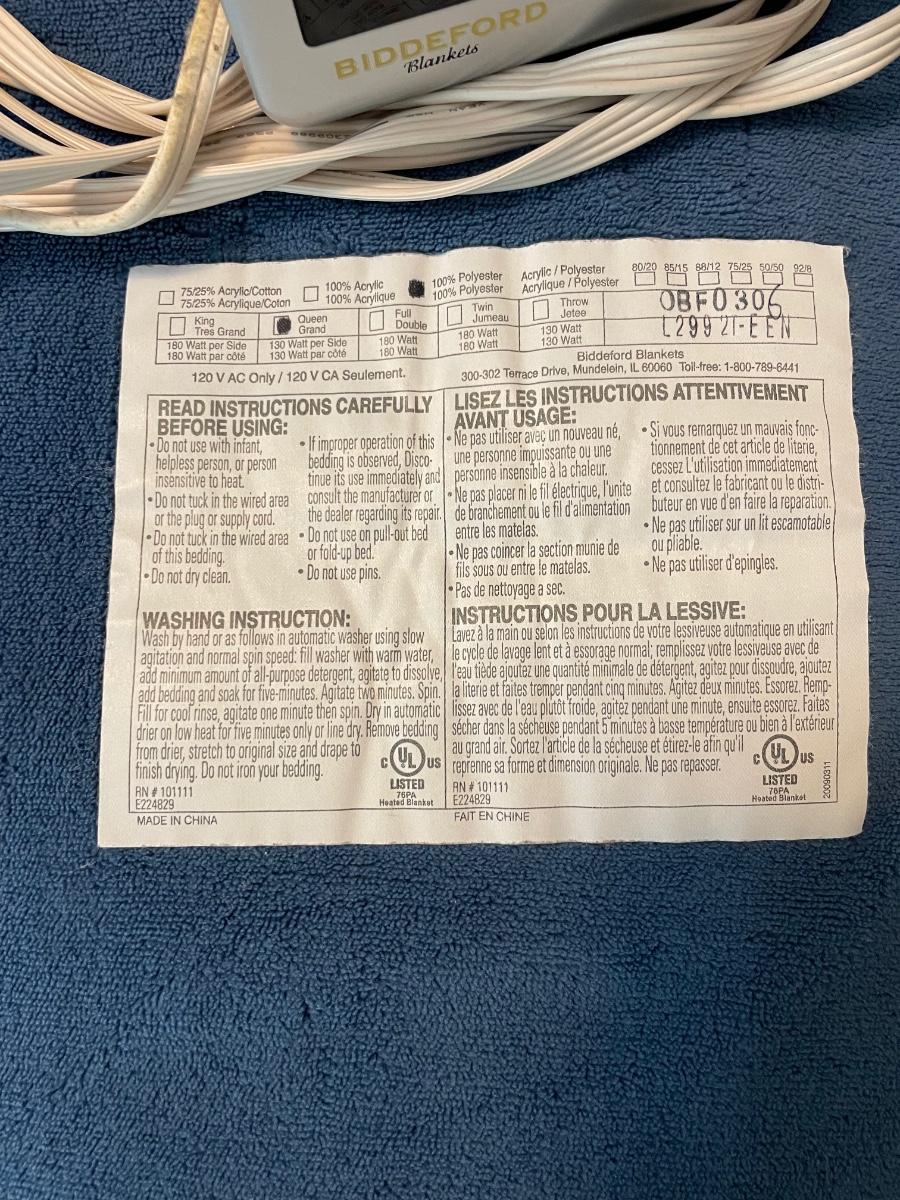 BIDDEFORD
Blankets
75/25% Acrylic/Cotton
75/25% Acrylique/Coton
100% Acrylic
100% Acrylique
100% Polyester
100% Polyester
Acrylic / Polyester
Acrylique / Polyester
80/20 85/15 88/12 75/25 50/50 92/8
King
Tres Grand
Queen
Grand
Full
Double
Twin
Jumeau
Throw
Jetee
OBF0306
L29921-EEN
180 Watt per Side
180 Watt par côté
130 Watt per Side
130 Watt par côté
180 Watt
180 Watt
180 Watt
180 Watt
130 Watt
130 Watt
120 V AC Only / 120 V CA Seulement.
Biddeford Blankets
300-302 Terrace Drive, Mundelein, IL 60060 Toll-free: 1-800-789-6441
READ INSTRUCTIONS CAREFULLY
BEFORE USING:
• Do not use with infant,
helpless person, or person
insensitive to heat.
• Do not tuck in the wired area
or the plug or supply cord.
• Do not tuck in the wired area
of this bedding.
• Do not dry clean.
• If improper operation of this
bedding is observed, Disco-
tinue its use immediately and
consult the manufacturer or
the dealer regarding its repair.
• Do not use on pull-out bed
or fold-up bed.
• Do not use pins.
WASHING INSTRUCTION:
Wash by hand or as follows in automatic washer using slow
agitation and normal spin speed: fill washer with warm water,
add minimum amount of all-purpose detergent, agitate to dissolve,
add bedding and soak for five-minutes. Agitate two minutes. Spin.
Fill for cool rinse, agitate one minute then spin. Dry in automatic
drier on low heat for five minutes only or line dry. Remove bedding
from drier, stretch to original size and drape to
finish drying. Do not iron your bedding.
C UL US
LISTED
76PA
Heated Blanket
RN # 101111
E224829
MADE IN CHINA
LISEZ LES INSTRUCTIONS ATTENTIVEMENT
AVANT USAGE:
• Ne pas utiliser avec un nouveau né,
une personne impuissante ou une
personne insensible à la chaleur.
• Ne pas placer ni le fil électrique, l'unite
de branchement ou le fil d'alimentation
entre les matelas.
• Ne pas coincer la section munie de
fils sous ou entre le matelas.
• Pas de nettoyage a sec.
• Si vous remarquez un mauvais fonc-
tionnement de cet article de literie,
cessez L'utilisation immediatement
et consultez le fabricant ou le distri-
buteur en vue d'en faire la reparation.
• Ne pas utiliser sur un lit escamotable
ou pliable.
• Ne pas utiliser d'epingles.
INSTRUCTIONS POUR LA LESSIVE:
Lavez à la main ou selon les instructions de votre lessiveuse automatique en utilisant
le cycle de lavage lent et à essorage normal; remplissez votre lessiveuse avec de
l'eau tiède ajoutez une quantité minimale de détergent, agitez pour dissoudre, ajoutez
la literie et faites tremper pendant cinq minutes. Agitez deux minutes. Essorez. Remp-
lissez avec de l'eau plutôt froide, agitez pendant une minute, ensuite essorez. Faites
sécher dans la sécheuse pendant 5 minutes à basse température ou bien à l'extérieur
au grand air. Sortez l'article de la sécheuse et étirez-le afin qu'il
reprenne sa forme et dimension originale. Ne pas repasser.
C UL US
LISTED
76PA
Heated Blanket
RN # 101111
E224829
20090311
FAIT EN CHINE